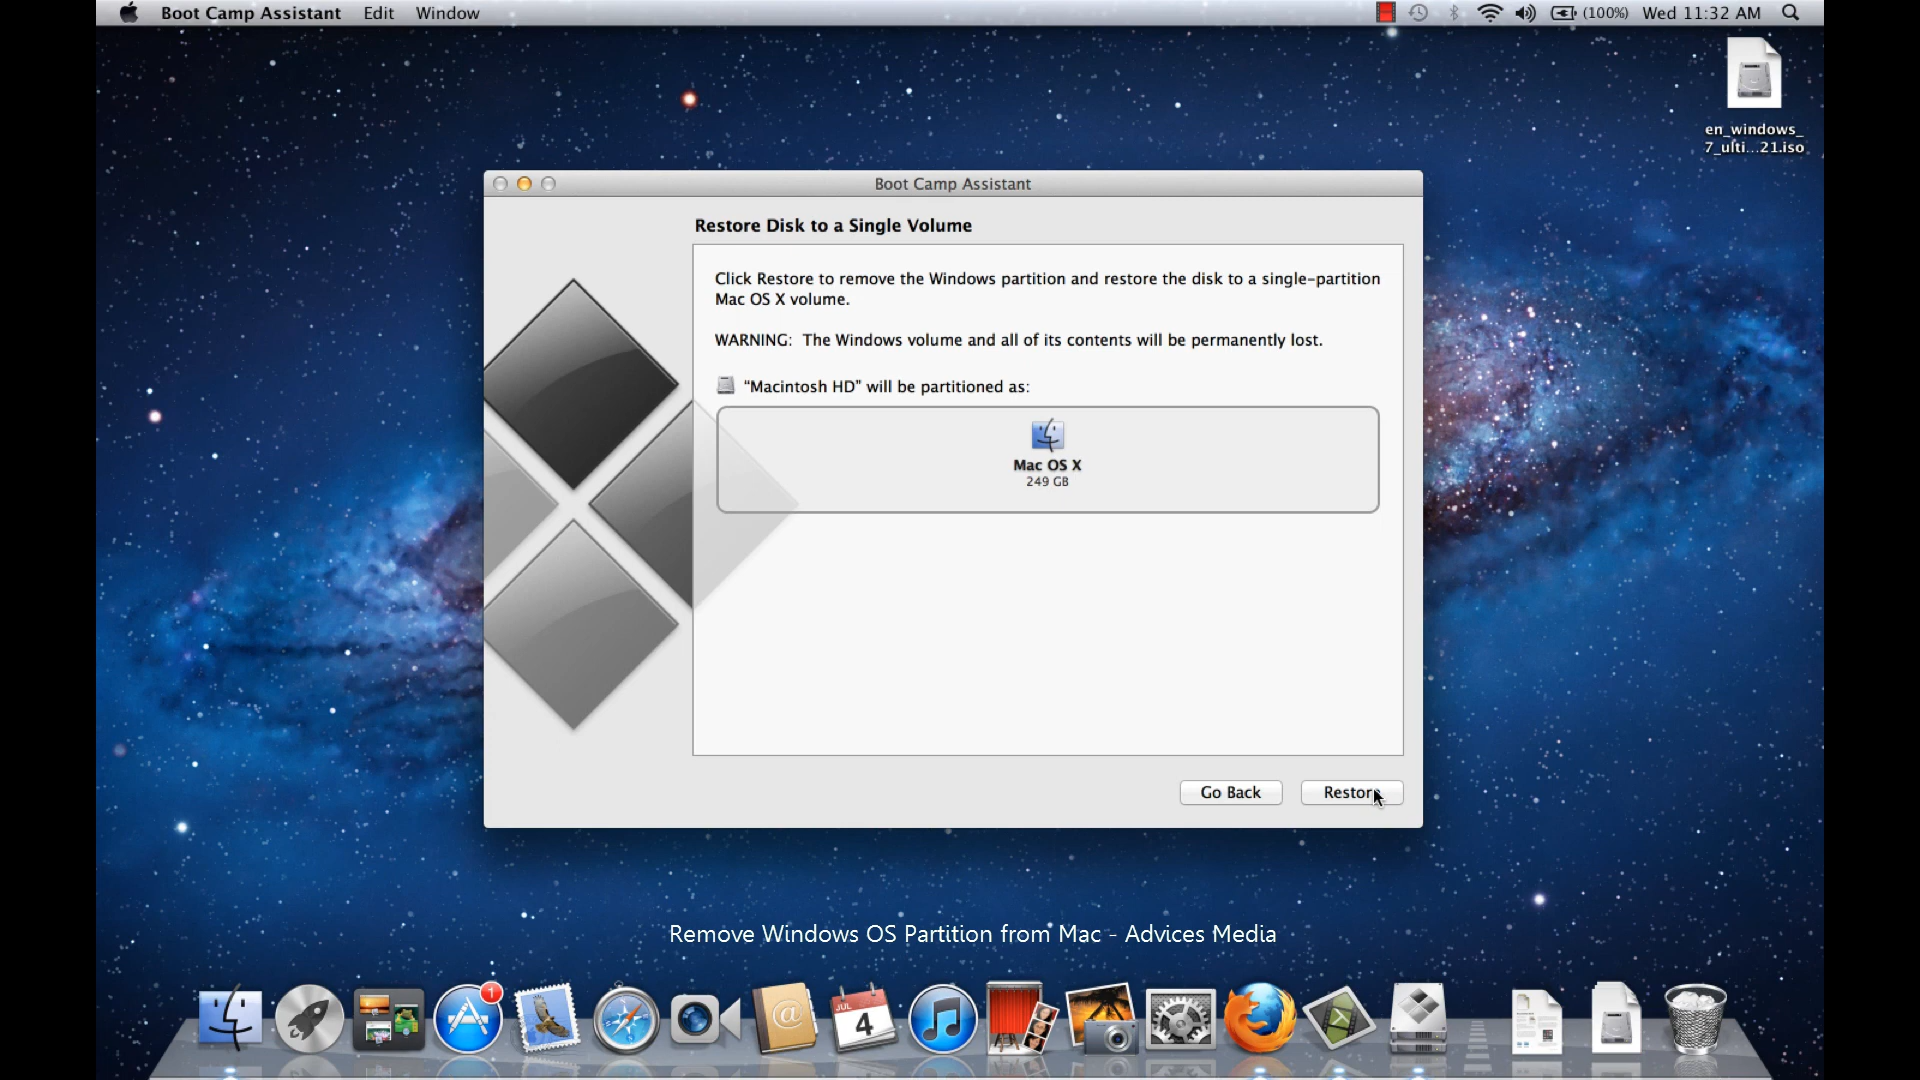 Boot Camp Assistant Edit Window (100%) Wed 11:32 AM
en_windows_
7_ulti...21.iso
Boot Camp Assistant
Restore Disk to a Single Volume
Click Restore to remove the Windows partition and restore the disk to a single-partition
Mac OS X volume.
WARNING: The Windows volume and all of its contents will be permanently lost.
“Macintosh HD” will be partitioned as:
Mac OS X
249 GB
Go Back Restore
Remove Windows OS Partition from Mac - Advices Media
1
JUL
4